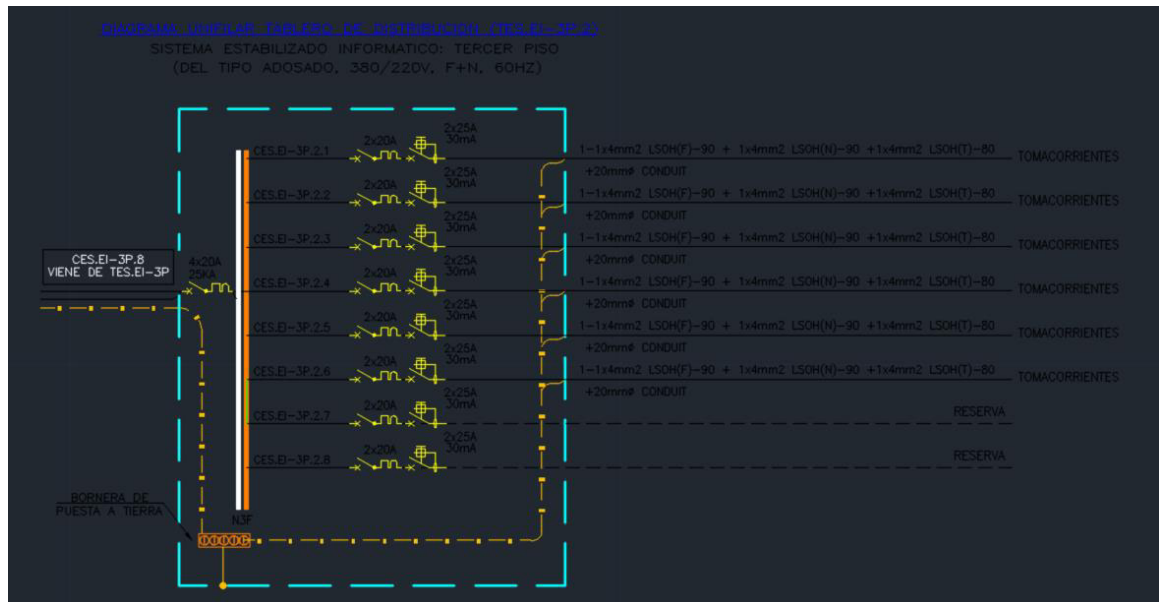 DIAGRAMA UNIFILAR TABLERO DE DISTRIBUCION (TES.EI-3P.2)
SISTEMA ESTABILIZADO INFORMATICO: TERCER PISO
(DEL TIPO ADOSADO, 380/220V, F+N, 60HZ)
CES.EI-3P.2.1
2x20A
2x25A
30mA
1-1x4mm2 LSOH(F)-90 + 1x4mm2 LSOH(N)-90 +1x4mm2 LSOH(T)-80
+20mmø CONDUIT
TOMACORRIENTES
CES.EI-3P.2.2
2x20A
2x25A
30mA
1-1x4mm2 LSOH(F)-90 + 1x4mm2 LSOH(N)-90 +1x4mm2 LSOH(T)-80
+20mmø CONDUIT
TOMACORRIENTES
CES.EI-3P.2.3
2x20A
2x25A
30mA
1-1x4mm2 LSOH(F)-90 + 1x4mm2 LSOH(N)-90 +1x4mm2 LSOH(T)-80
+20mmø CONDUIT
TOMACORRIENTES
CES.EI-3P.8
VIENE DE TES.EI-3P
4x20A
25KA
CES.EI-3P.2.4
2x20A
2x25A
30mA
1-1x4mm2 LSOH(F)-90 + 1x4mm2 LSOH(N)-90 +1x4mm2 LSOH(T)-80
+20mmø CONDUIT
TOMACORRIENTES
CES.EI-3P.2.5
2x20A
2x25A
30mA
1-1x4mm2 LSOH(F)-90 + 1x4mm2 LSOH(N)-90 +1x4mm2 LSOH(T)-80
+20mmø CONDUIT
TOMACORRIENTES
CES.EI-3P.2.6
2x20A
2x25A
30mA
1-1x4mm2 LSOH(F)-90 + 1x4mm2 LSOH(N)-90 +1x4mm2 LSOH(T)-80
+20mmø CONDUIT
TOMACORRIENTES
CES.EI-3P.2.7
2x20A
2x25A
30mA
RESERVA
CES.EI-3P.2.8
2x20A
2x25A
30mA
RESERVA
BORNERA DE
PUESTA A TIERRA
N3F